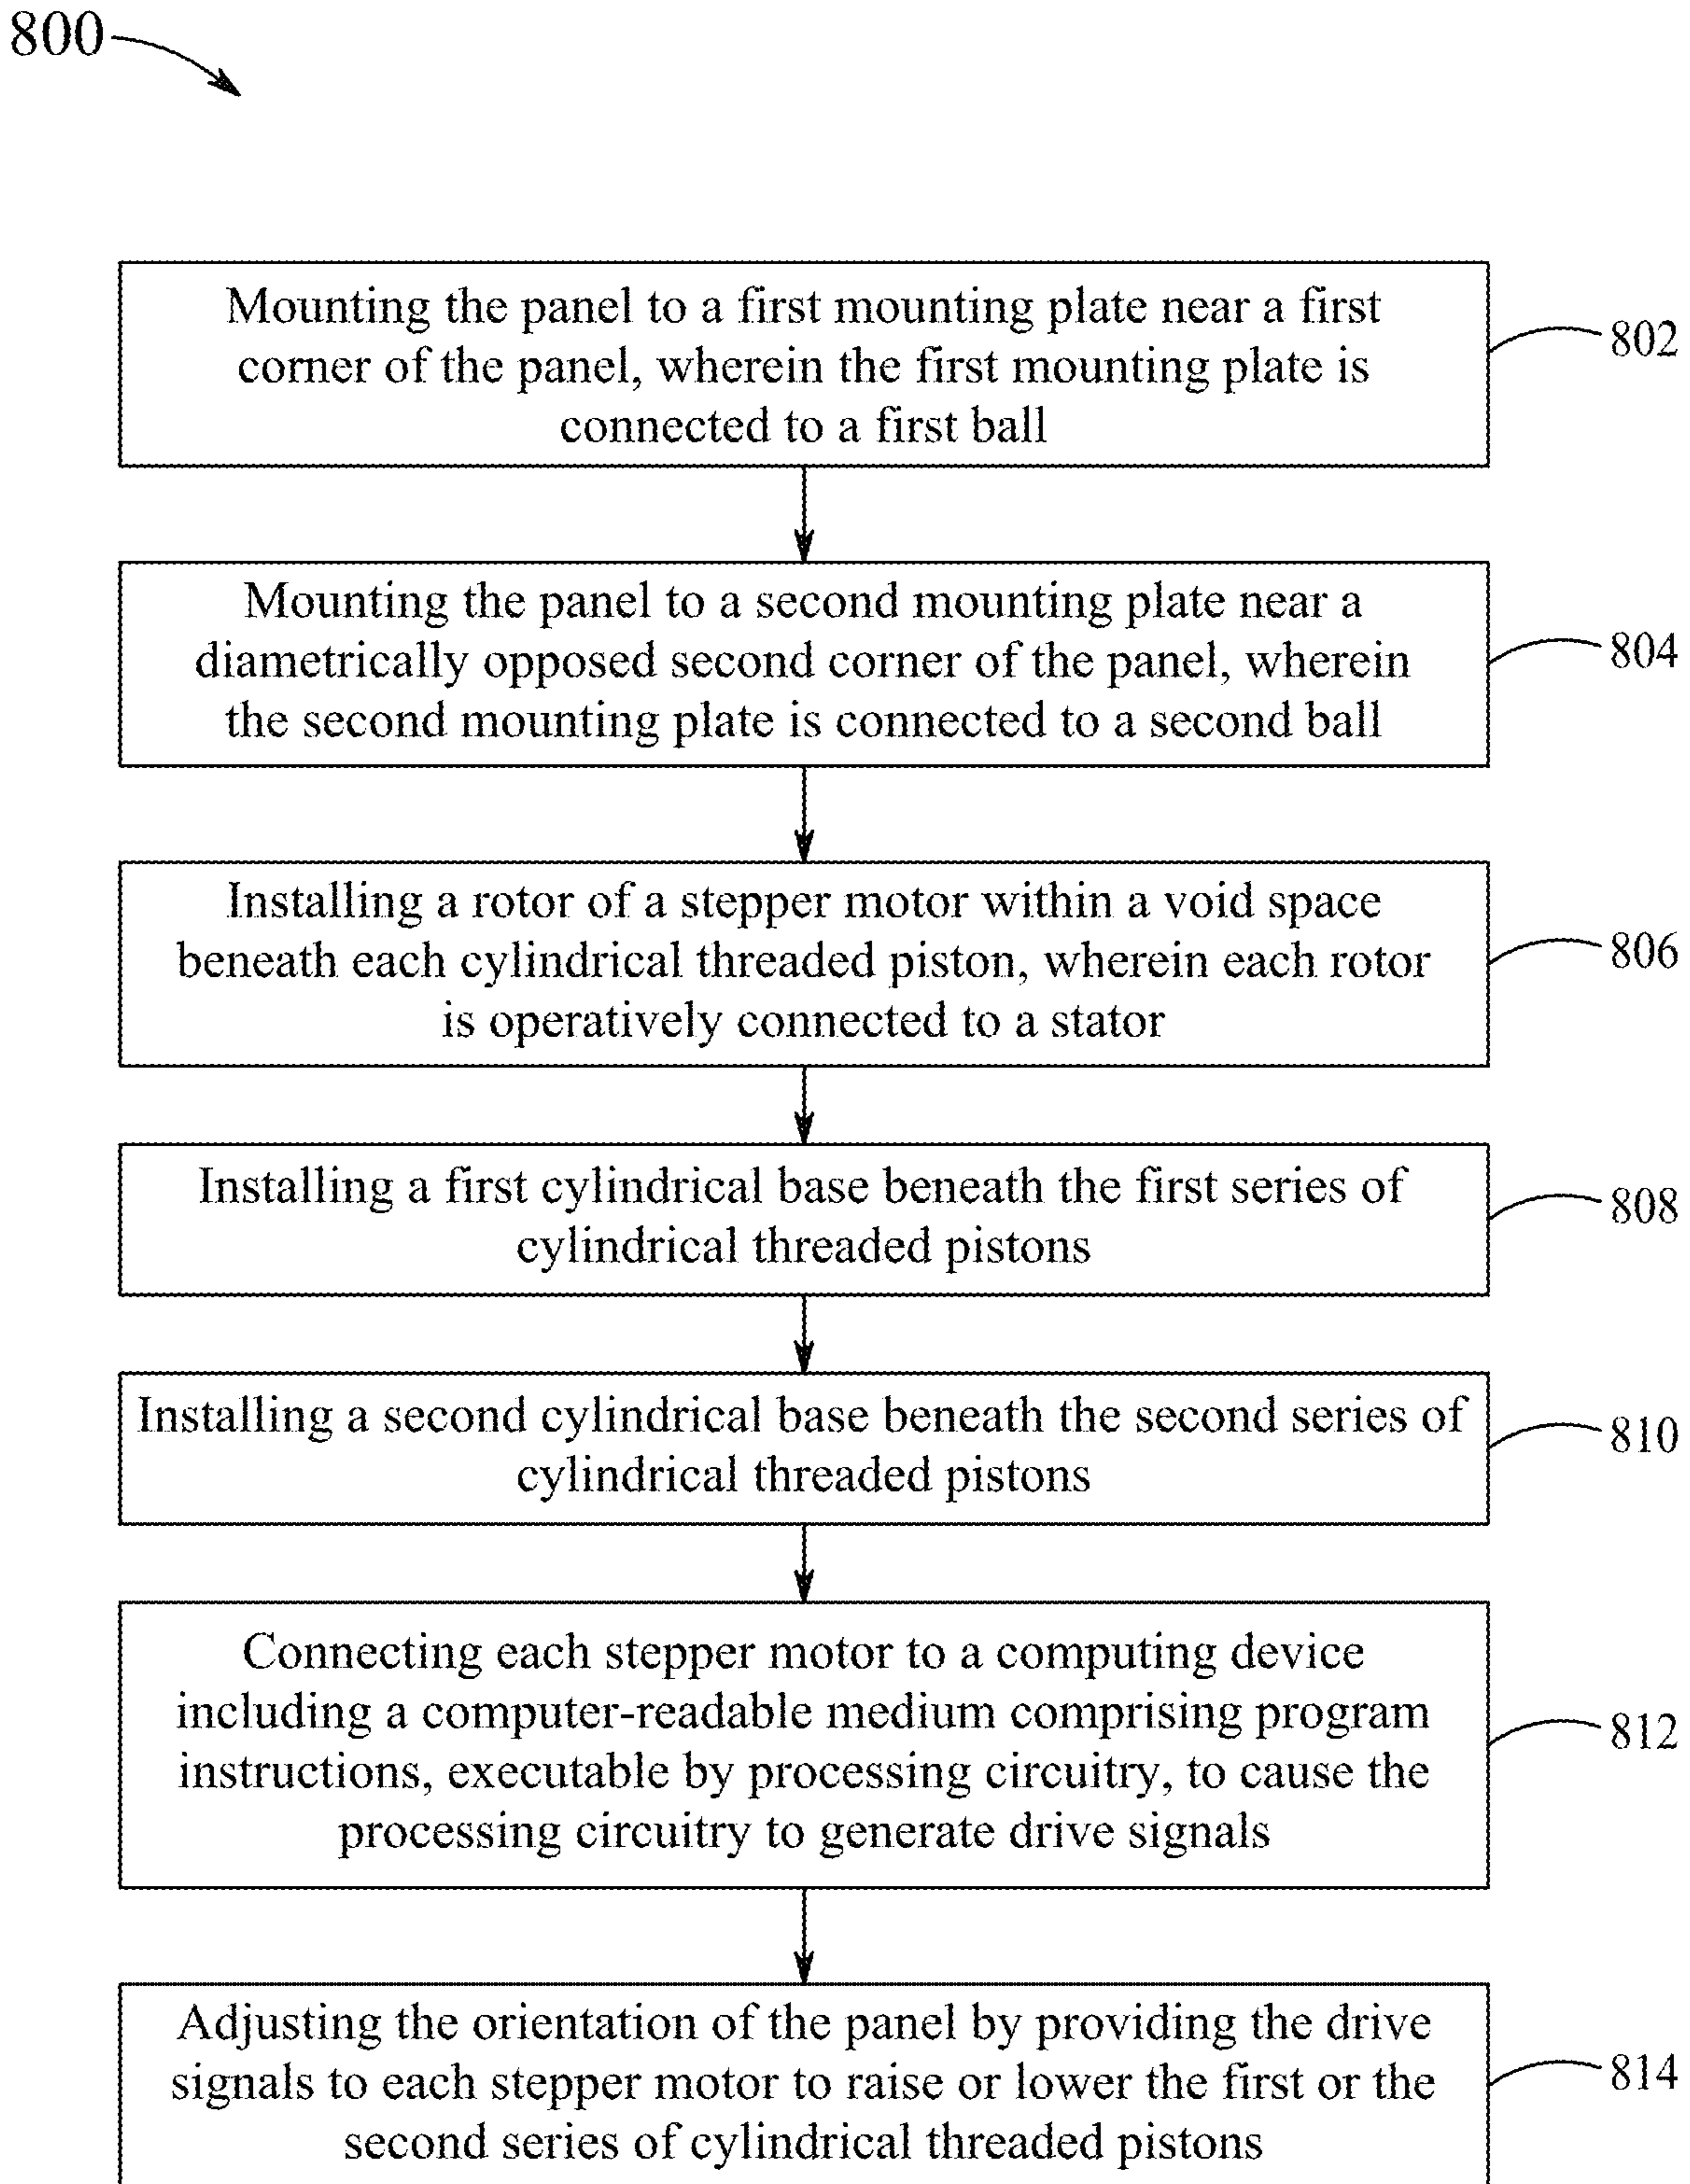 800
Mounting the panel to a first mounting plate near a first
corner of the panel, wherein the first mounting plate is
connected to a first ball
802
Mounting the panel to a second mounting plate near a
diametrically opposed second corner of the panel, wherein
the second mounting plate is connected to a second ball
804
Installing a rotor of a stepper motor within a void space
beneath each cylindrical threaded piston, wherein each rotor
is operatively connected to a stator
806
Installing a first cylindrical base beneath the first series of
cylindrical threaded pistons
808
Installing a second cylindrical base beneath the second series of
cylindrical threaded pistons
810
Connecting each stepper motor to a computing device
including a computer-readable medium comprising program
instructions, executable by processing circuitry, to cause the
processing circuitry to generate drive signals
812
Adjusting the orientation of the panel by providing the drive
signals to each stepper motor to raise or lower the first or the
second series of cylindrical threaded pistons
814